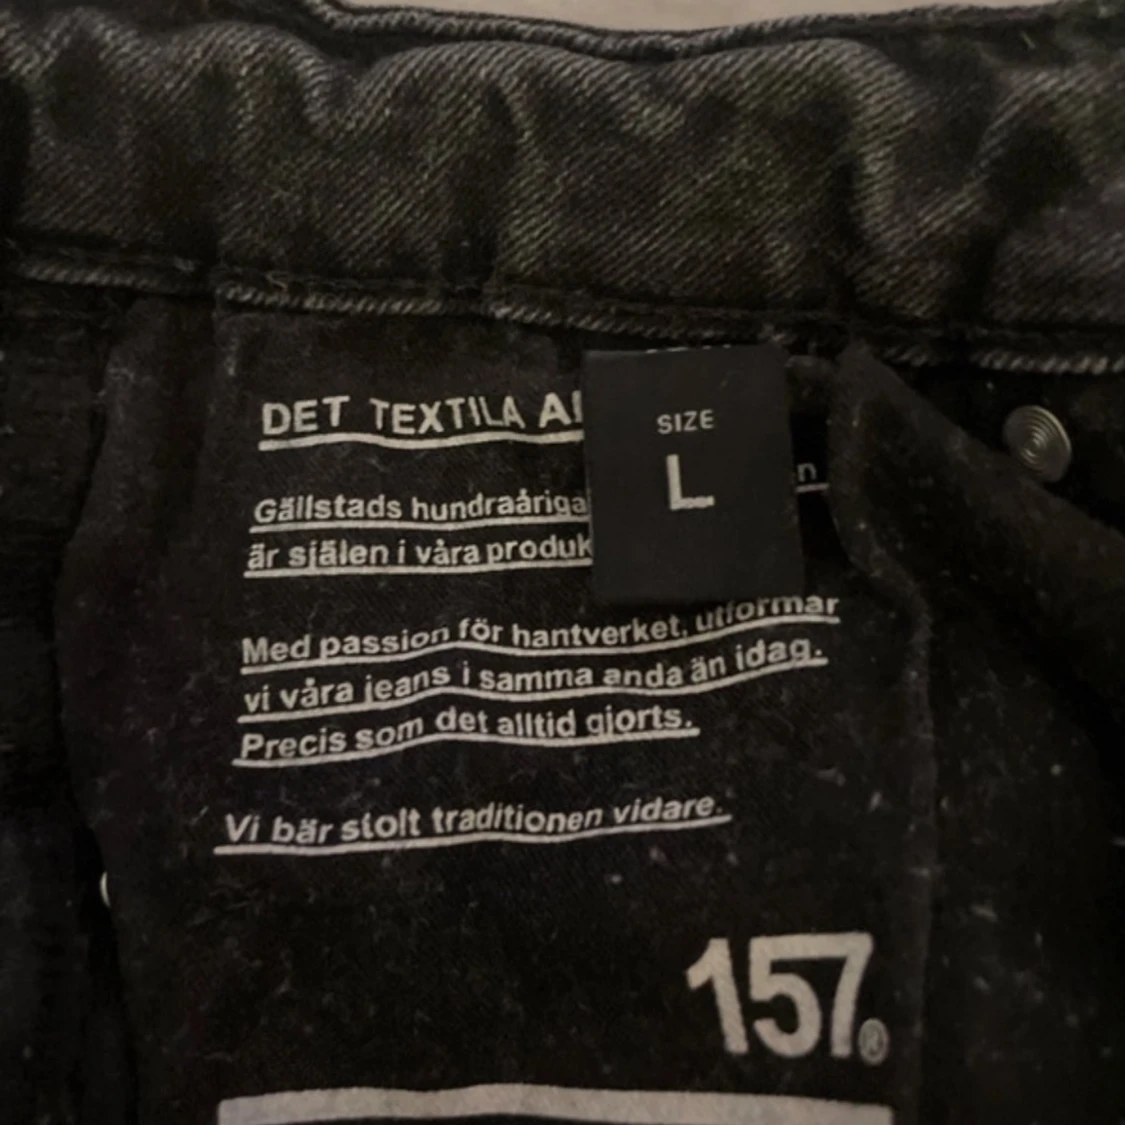 DET TEXTILA
SIZE
L
Gällstads hundraåriga
är själen i våra
Med passion för hantverket, utformar
vi våra jeans i samma anda än idag.
Precis som det alltid gjorts.
Vi bär stolt traditionen vidare.
157®